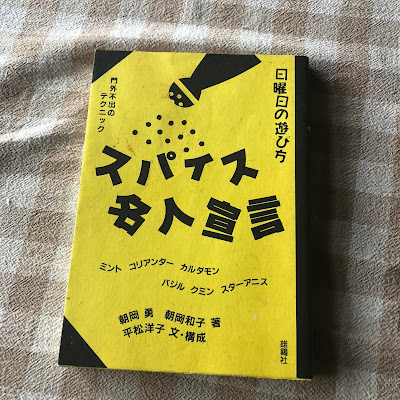 日曜日の遊び方
門外不出の
テクニック
スパイス
名人宣言
ミント コリアンダー カルダモン
バジル クミン スターアニス
朝岡 勇 朝岡和子 著
平松洋子 文・構成
雄鷄社